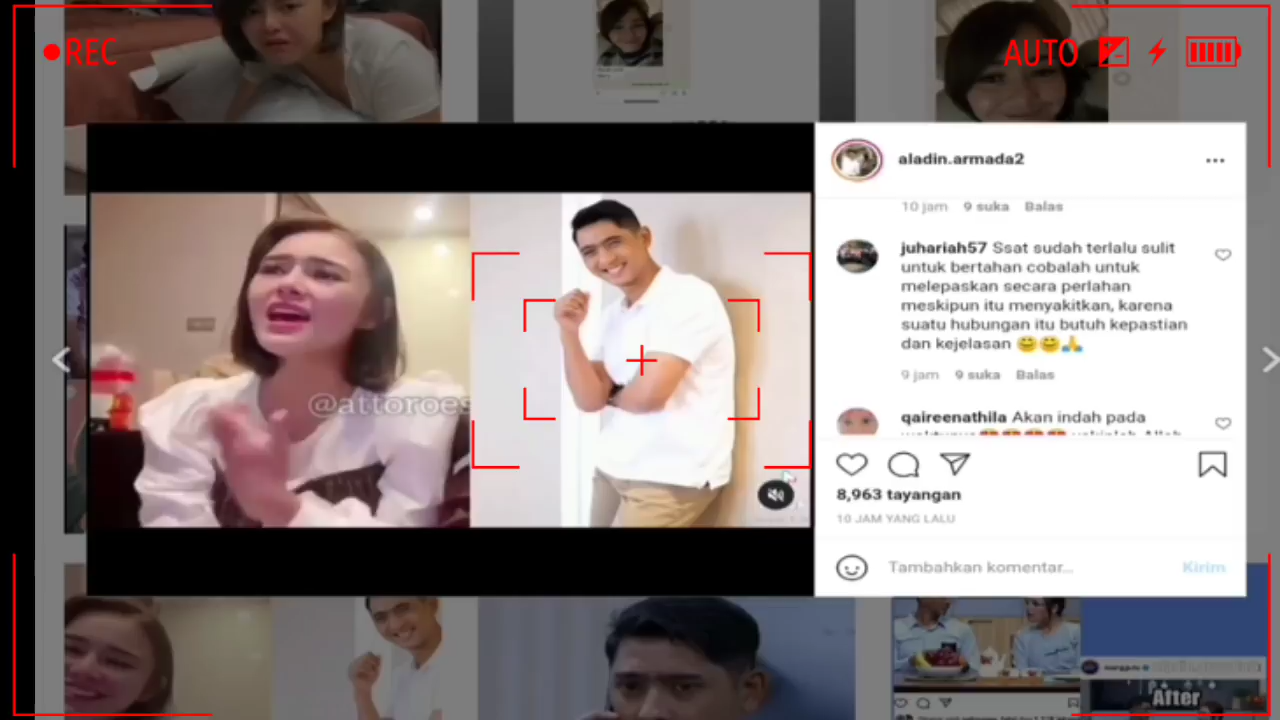 REC
AUTO
aladin.armada2
10 jam 9 suka Balas
juhariah57 Ssat sudah terlalu sulit
untuk bertahan cobalah untuk
melepaskan secara perlahan
meskipun itu menyakitkan, karena
suatu hubungan itu butuh kepastian
dan kejelasan 😊😊🙏
9 jam 9 suka Balas
qaireenathila Akan indah pada
@attoroes
8,963 tayangan
10 JAM YANG LALU
Tambahkan komentar...
Kirim
After